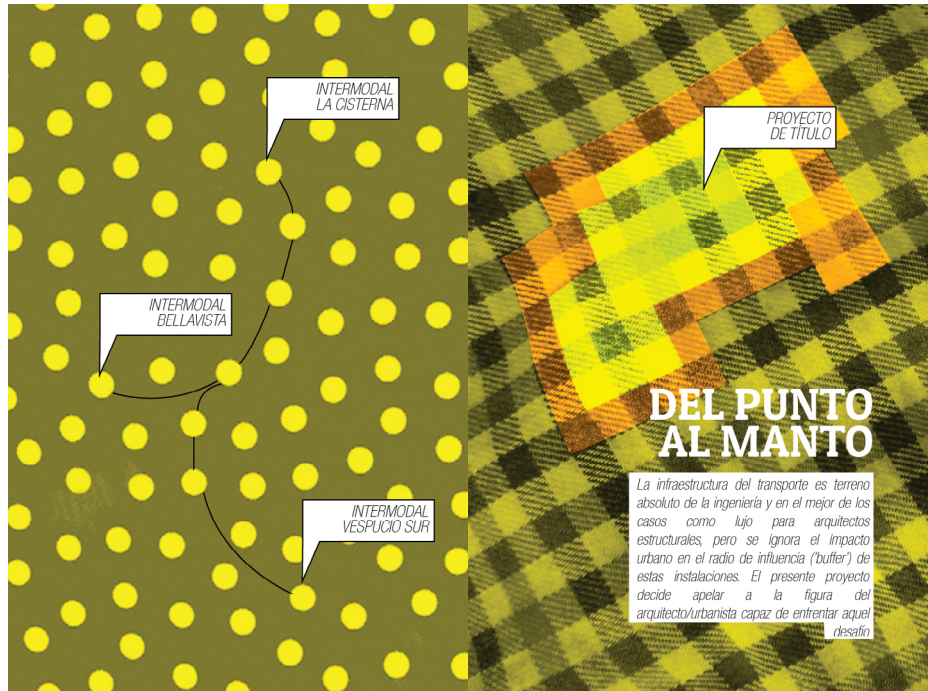 INTERMODAL
LA CISTERNA
INTERMODAL
BELLAVISTA
INTERMODAL
VESPUCIO SUR
PROYECTO
DE TÍTULO
DEL PUNTO
AL MANTO
La infraestructura del transporte es terreno
absoluto de la ingeniería y en el mejor de los
casos como lujo para arquitectos
estructurales, pero se ignora el impacto
urbano en el radio de influencia ('buffer') de
estas instalaciones. El presente proyecto
decide apelar a la figura del
arquitecto/urbanista capaz de enfrentar aquel
desafío